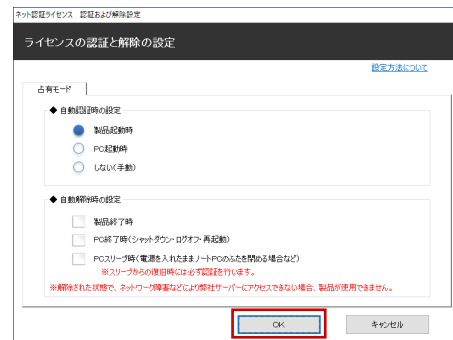 ネット認証ライセンス 認証および解除設定
ライセンスの認証と解除の設定
設定方法について
占有モード
◆ 自動認証時の設定
製品起動時
PC起動時
しない(手動)
◆ 自動解除時の設定
製品終了時
PC終了時(シャットダウン・ログオフ・再起動)
PCスリープ時(電源を入れたままノートPCのふたを閉める場合など)
※スリープからの復旧時には必ず認証を行います。
※解除された状態で、ネットワーク障害などにより弊社サーバーにアクセスできない場合、製品が使用できません。
OK
キャンセル